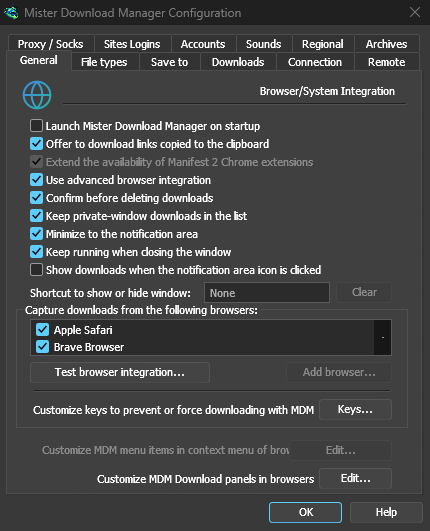 Mister Download Manager Configuration
Proxy / Socks Sites Logins Accounts Sounds Regional Archives
General File types Save to Downloads Connection Remote
Browser/System Integration
Launch Mister Download Manager on startup
Offer to download links copied to the clipboard
Extend the availability of Manifest 2 Chrome extensions
Use advanced browser integration
Confirm before deleting downloads
Keep private-window downloads in the list
Minimize to the notification area
Keep running when closing the window
Show downloads when the notification area icon is clicked
Shortcut to show or hide window: None Clear
Capture downloads from the following browsers:
Apple Safari
Brave Browser
Test browser integration... Add browser...
Customize keys to prevent or force downloading with MDM Keys...
Customize MDM menu items in context menu of brow Edit...
Customize MDM Download panels in browsers Edit...
OK Help